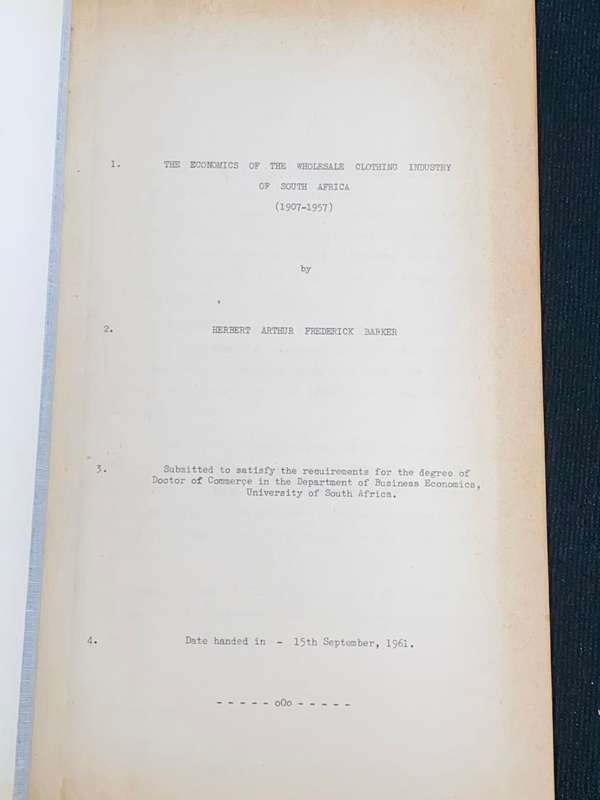 1. THE ECONOMICS OF THE WHOLESALE CLOTHING INDUSTRY
OF SOUTH AFRICA
(1907-1957)
by
2. HERBERT ARTHUR FREDERICK BARKER
3. Submitted to satisfy the requirements for the degree of
Doctor of Commerce in the Department of Business Economics,
University of South Africa.
4. Date handed in - 15th September, 1961.
- - - - - oOo - - - - -